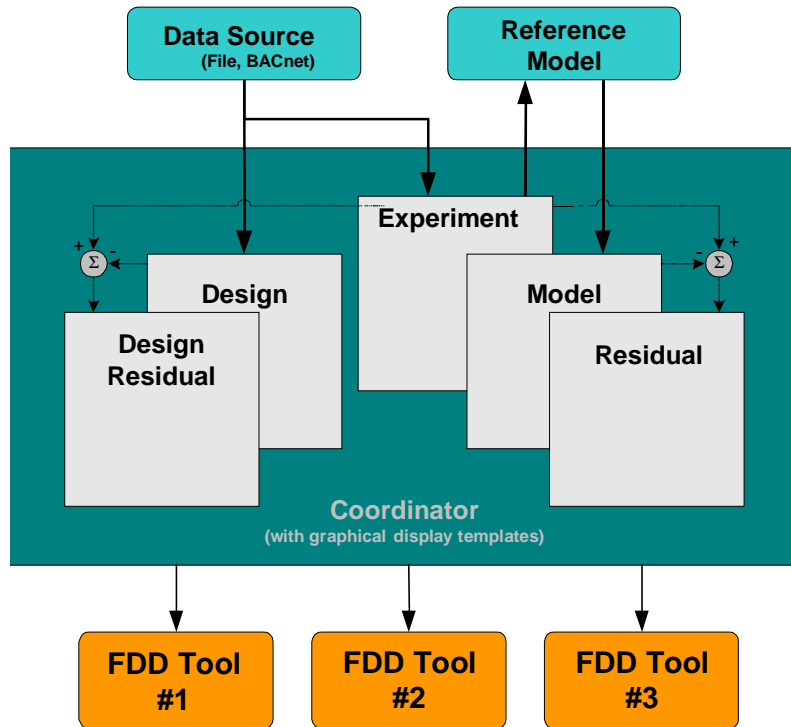 Data Source
(File, BACnet)
Reference
Model
Experiment
+
-
Σ
-
+
Σ
Design
Model
Design
Residual
Residual
Coordinator
(with graphical display templates)
FDD Tool
#1
FDD Tool
#2
FDD Tool
#3